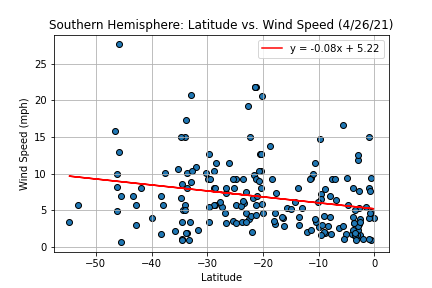 Southern Hemisphere: Latitude vs. Wind Speed (4/26/21)
y = -0.08x + 5.22
25
20
15
10
5
0
Wind Speed (mph)
−50 −40 −30 −20 −10 0
Latitude